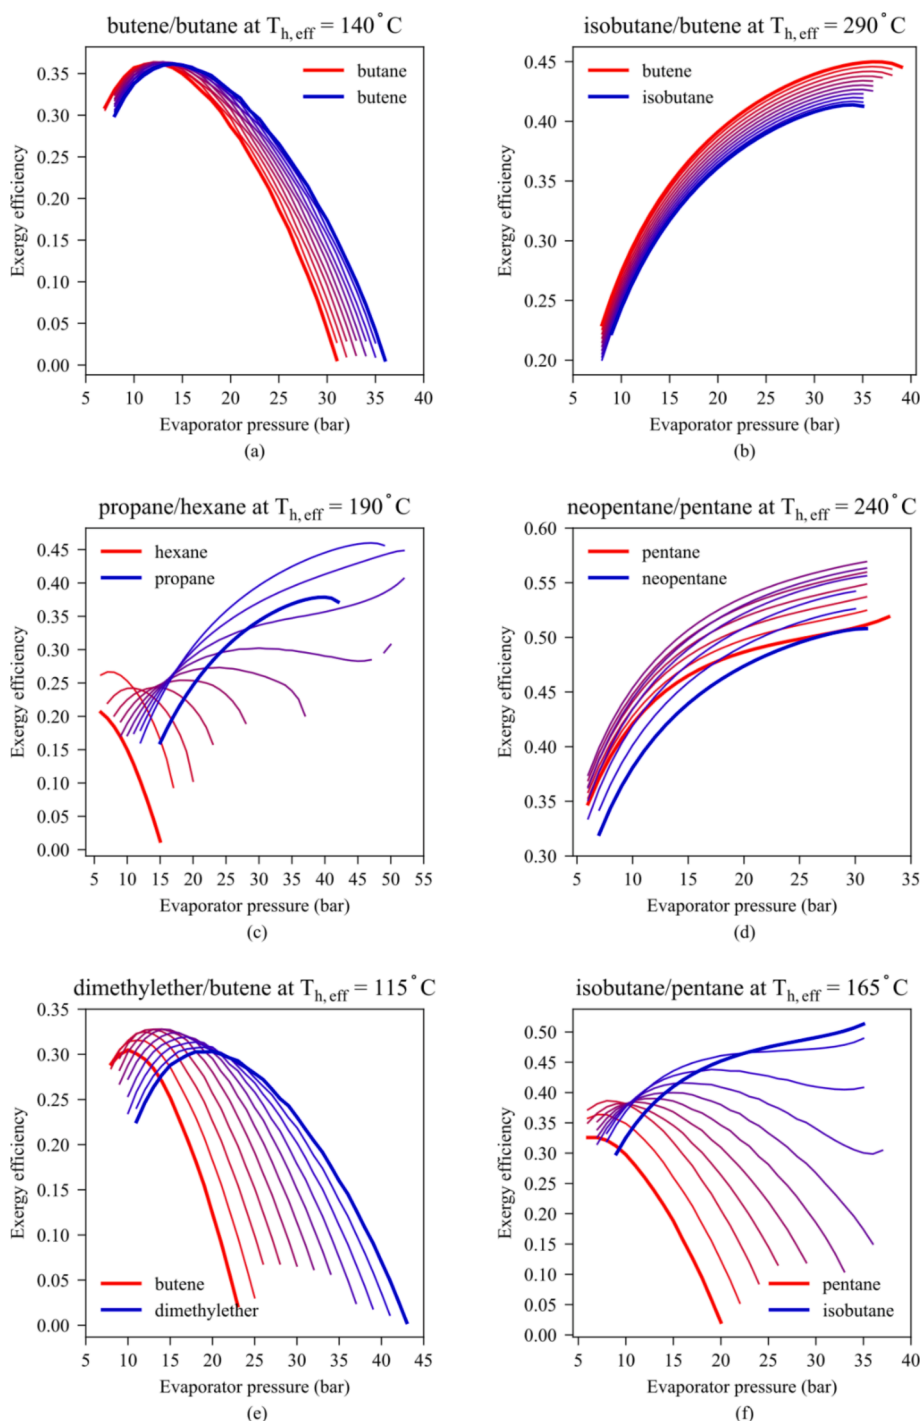 butene/butane at T_h, eff = 140°C
0.35
0.30
0.25
0.20
0.15
0.10
0.05
0.00
Exergy efficiency
butane
butene
5 10 15 20 25 30 35 40
Evaporator pressure (bar)
(a)
isobutane/butene at T_h, eff = 290°C
0.45
0.40
0.35
0.30
0.25
0.20
Exergy efficiency
butene
isobutane
5 10 15 20 25 30 35 40
Evaporator pressure (bar)
(b)
propane/hexane at T_h, eff = 190°C
0.45
0.40
0.35
0.30
0.25
0.20
0.15
0.10
0.05
0.00
Exergy efficiency
hexane
propane
5 10 15 20 25 30 35 40 45 50 55
Evaporator pressure (bar)
(c)
neopentane/pentane at T_h, eff = 240°C
0.60
0.55
0.50
0.45
0.40
0.35
0.30
Exergy efficiency
pentane
neopentane
5 10 15 20 25 30 35
Evaporator pressure (bar)
(d)
dimethylether/butene at T_h, eff = 115°C
0.35
0.30
0.25
0.20
0.15
0.10
0.05
0.00
Exergy efficiency
butene
dimethylether
5 10 15 20 25 30 35 40 45
Evaporator pressure (bar)
(e)
isobutane/pentane at T_h, eff = 165°C
0.50
0.45
0.40
0.35
0.30
0.25
0.20
0.15
0.10
0.05
0.00
Exergy efficiency
pentane
isobutane
5 10 15 20 25 30 35 40
Evaporator pressure (bar)
(f)